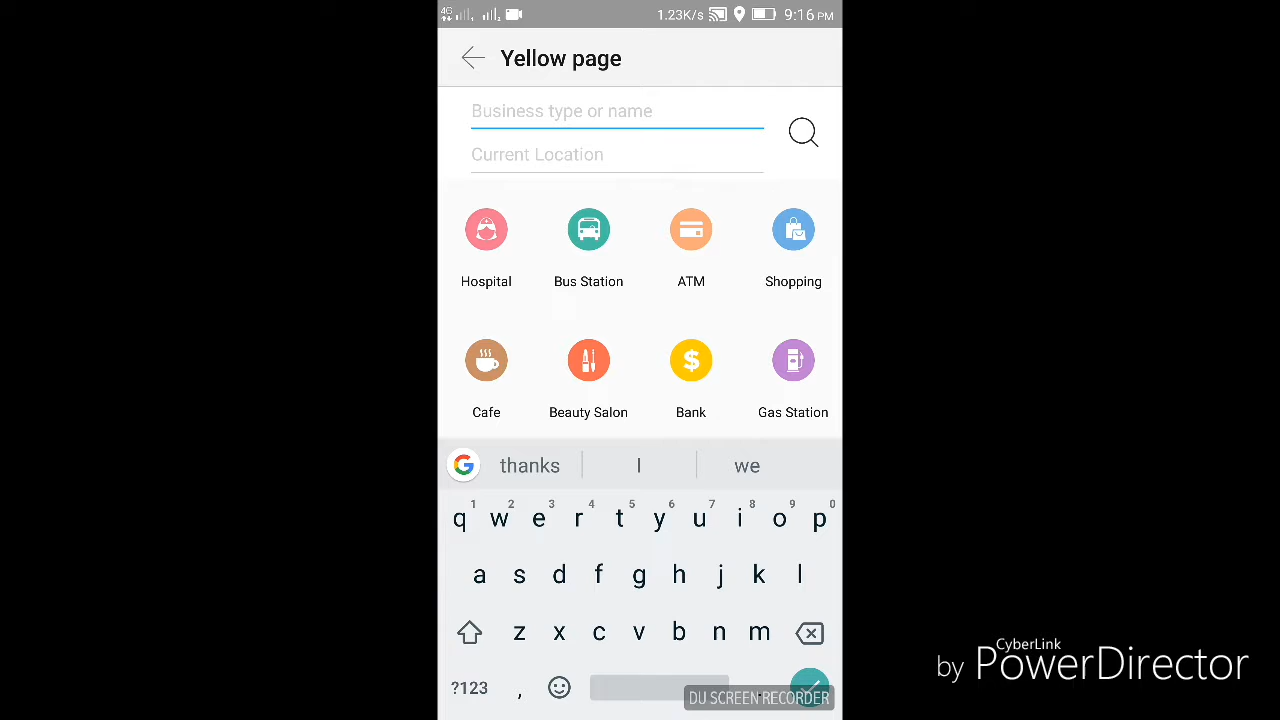 4G 1.23K/s 9:16 PM
Yellow page
Business type or name
Current Location
Hospital Bus Station ATM Shopping
Cafe Beauty Salon Bank Gas Station
G thanks I we
1 2 3 4 5 6 7 8 9 0
q w e r t y u i o p
a s d f g h j k l
z x c v b n m
?123 , .
DU SCREEN RECORDER
CyberLink
by PowerDirector